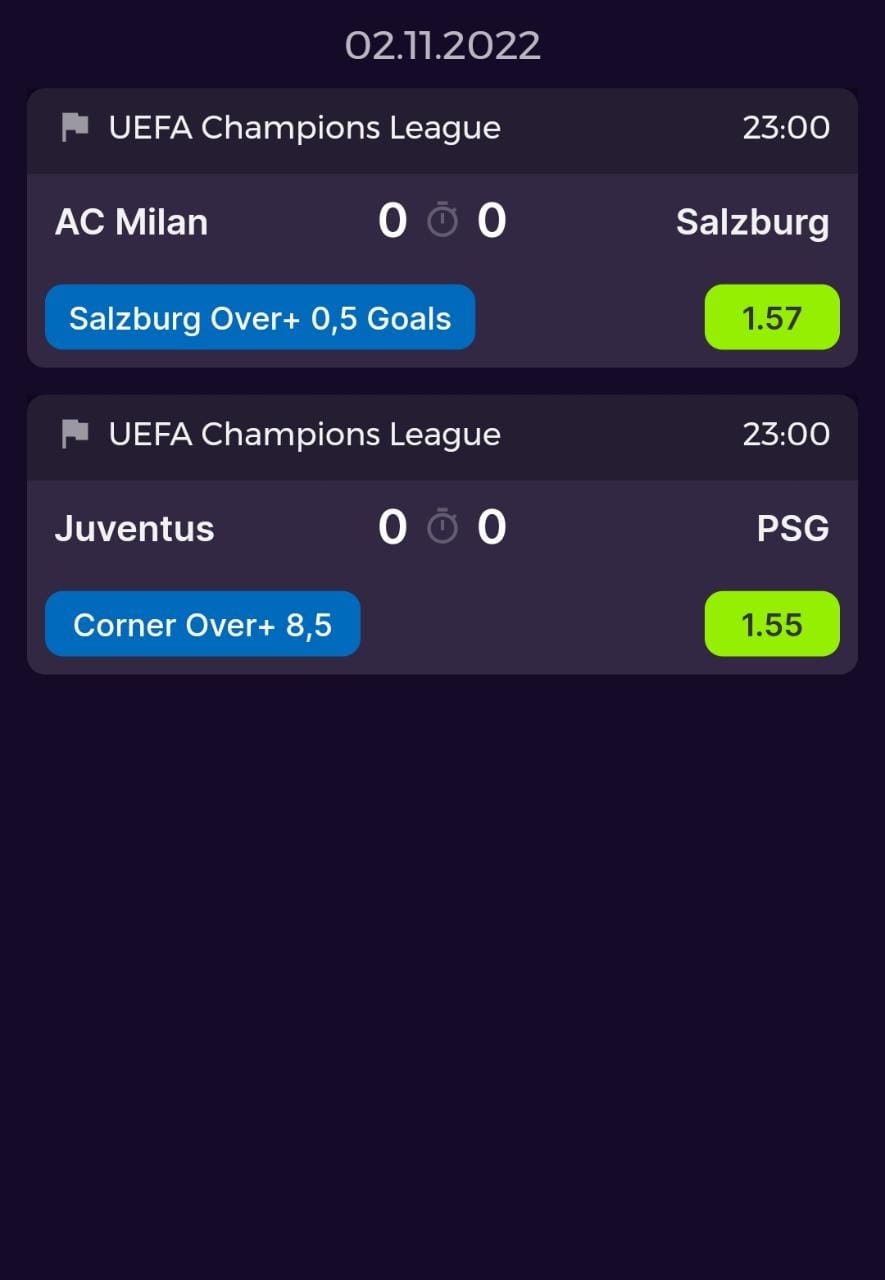 02.11.2022
UEFA Champions League 23:00
AC Milan 0 0 Salzburg
Salzburg Over+ 0,5 Goals 1.57
UEFA Champions League 23:00
Juventus 0 0 PSG
Corner Over+ 8,5 1.55